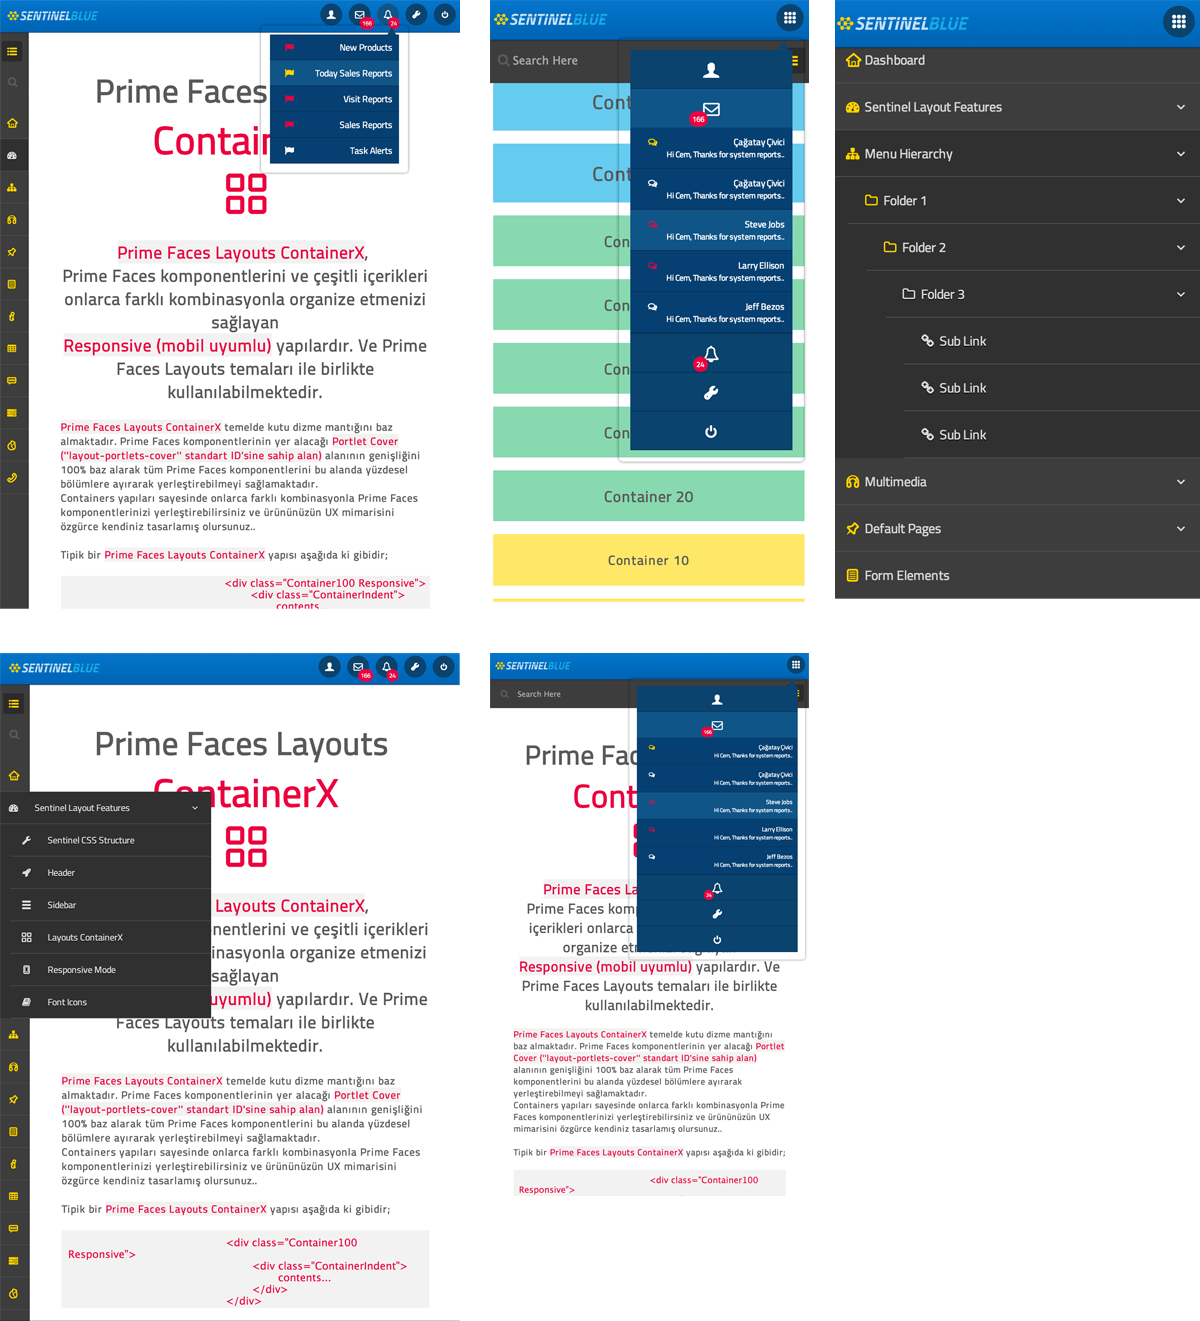 SENTINELBLUE
166
24
New Products
Today Sales Reports
Visit Reports
Sales Reports
Task Alerts
Prime Faces
Contain
Prime Faces Layouts ContainerX,
Prime Faces komponentlerini ve çeşitli içerikleri
onlarca farklı kombinasyonla organize etmenizi
sağlayan
Responsive (mobil uyumlu) yapılardır. Ve Prime
Faces Layouts temaları ile birlikte
kullanılabilmektedir.
Prime Faces Layouts ContainerX temelde kutu dizme mantığını baz
almaktadır. Prime Faces komponentlerinin yer alacağı Portlet Cover
("layout-portlets-cover" standart ID'sine sahip alan) alanının genişliğini
100% baz alarak tüm Prime Faces komponentlerini bu alanda yüzdesel
bölümlere ayırarak yerleştirebilmeyi sağlamaktadır.
Containers yapıları sayesinde onlarca farklı kombinasyonla Prime Faces
komponentlerinizi yerleştirebilirsiniz ve ürününüzün UX mimarisini
özgürce kendiniz tasarlamış olursunuz..
Tipik bir Prime Faces Layouts ContainerX yapısı aşağıda ki gibidir;
<div class="Container100 Responsive">
<div class="ContainerIndent">
contents
SENTINELBLUE
Search Here
Conta
Cont
Con
Con
Con
Con
Container 20
Container 10
166
Çağatay Çivici
Hi Cem, Thanks for system reports..
Çağatay Çivici
Hi Cem, Thanks for system reports..
Steve Jobs
Hi Cem, Thanks for system reports..
Larry Ellison
Hi Cem, Thanks for system reports..
Jeff Bezos
Hi Cem, Thanks for system reports..
24
SENTINELBLUE
Dashboard
Sentinel Layout Features
Menu Hierarchy
Folder 1
Folder 2
Folder 3
Sub Link
Sub Link
Sub Link
Multimedia
Default Pages
Form Elements
SENTINELBLUE
166
24
Prime Faces Layouts
ContainerX
Sentinel Layout Features
Sentinel CSS Structure
Header
Sidebar
Layouts ContainerX
Responsive Mode
Font Icons
Layouts ContainerX,
nentlerini ve çeşitli içerikleri
binasyonla organize etmenizi
sağlayan
uyumlu) yapılardır. Ve Prime
Faces Layouts temaları ile birlikte
kullanılabilmektedir.
Prime Faces Layouts ContainerX temelde kutu dizme mantığını baz
almaktadır. Prime Faces komponentlerinin yer alacağı Portlet Cover
("layout-portlets-cover" standart ID'sine sahip alan) alanının genişliğini
100% baz alarak tüm Prime Faces komponentlerini bu alanda yüzdesel
bölümlere ayırarak yerleştirebilmeyi sağlamaktadır.
Containers yapıları sayesinde onlarca farklı kombinasyonla Prime Faces
komponentlerinizi yerleştirebilirsiniz ve ürününüzün UX mimarisini
özgürce kendiniz tasarlamış olursunuz..
Tipik bir Prime Faces Layouts ContainerX yapısı aşağıda ki gibidir;
<div class="Container100
Responsive">
<div class="ContainerIndent">
contents...
</div>
</div>
SENTINELBLUE
Search Here
Prime Fac
Cont
166
Çağatay Çivici
Hi Cem, Thanks for system reports..
Çağatay Çivici
Hi Cem, Thanks for system reports..
Steve Jobs
Hi Cem, Thanks for system reports..
Larry Ellison
Hi Cem, Thanks for system reports..
Jeff Bezos
Hi Cem, Thanks for system reports..
24
Prime Faces La
Prime Faces kom
içerikleri onlarca
organize et
Responsive (mobil uyumlu) yapılardır. Ve
Prime Faces Layouts temaları ile birlikte
kullanılabilmektedir.
Prime Faces Layouts ContainerX temelde kutu dizme mantığını
baz almaktadır. Prime Faces komponentlerinin yer alacağı Portlet
Cover ("layout-portlets-cover" standart ID'sine sahip alan)
alanının genişliğini 100% baz alarak tüm Prime Faces
komponentlerini bu alanda yüzdesel bölümlere ayırarak
yerleştirebilmeyi sağlamaktadır.
Containers yapıları sayesinde onlarca farklı kombinasyonla Prime
Faces komponentlerinizi yerleştirebilirsiniz ve ürününüzün UX
mimarisini özgürce kendiniz tasarlamış olursunuz..
Tipik bir Prime Faces Layouts ContainerX yapısı aşağıda ki gibidir;
<div class="Container100
Responsive">